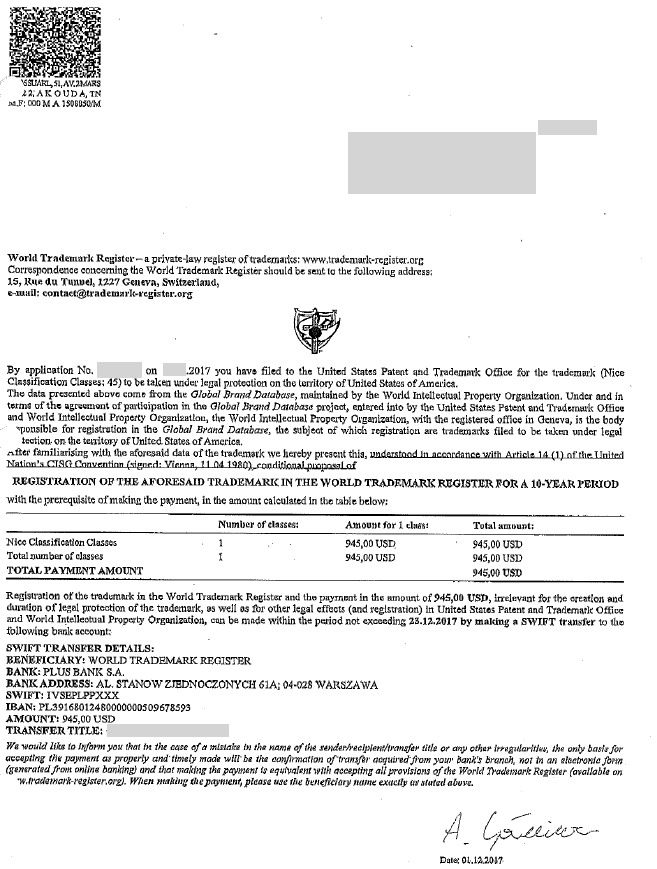 6SUARL, 51, AV. 2MARS
22, AKOUDA, TN
M.F: 000 M A 1508850/M
World Trademark Register – a private-law register of trademarks: www.trademark-register.org
Correspondence concerning the World Trademark Register should be sent to the following address:
15, Rue du Tunnel, 1227 Geneva, Switzerland,
e-mail: contact@trademark-register.org
By application No. on .2017 you have filed to the United States Patent and Trademark Office for the trademark (Nice
Classification Classes: 45) to be taken under legal protection on the territory of United States of America.
The data presented above come from the Global Brand Database, maintained by the World Intellectual Property Organization. Under and in
terms of the agreement of participation in the Global Brand Database project, entered into by the United States Patent and Trademark Office
and World Intellectual Property Organization, the World Intellectual Property Organization, with the registered office in Geneva, is the body
ponsible for registration in the Global Brand Database, the subject of which registration are trademarks filed to be taken under legal
tection on the territory of United States of America.
After familiarising with the aforesaid data of the trademark we hereby present this, understood in accordance with Article 14 (1) of the United
Nation's CISG Convention (signed: Vienna, 11.04.1980), conditional proposal of
REGISTRATION OF THE AFORESAID TRADEMARK IN THE WORLD TRADEMARK REGISTER FOR A 10-YEAR PERIOD
with the prerequisite of making the payment, in the amount calculated in the table below:
Number of classes: Amount for 1 class: Total amount:
Nice Classification Classes 1 945,00 USD 945,00 USD
Total number of classes 1 945,00 USD 945,00 USD
TOTAL PAYMENT AMOUNT 945,00 USD
Registration of the trademark in the World Trademark Register and the payment in the amount of 945,00 USD, irrelevant for the creation and
duration of legal protection of the trademark, as well as for other legal effects (and registration) in United States Patent and Trademark Office
and World Intellectual Property Organization, can be made within the period not exceeding 23.12.2017 by making a SWIFT transfer to the
following bank account:
SWIFT TRANSFER DETAILS:
BENEFICIARY: WORLD TRADEMARK REGISTER
BANK: PLUS BANK S.A.
BANK ADDRESS: AL. STANOW ZJEDNOCZONYCH 61A; 04-028 WARSZAWA
SWIFT: IVSEPLPPXXX
IBAN: PL39168012480000000509678593
AMOUNT: 945,00 USD
TRANSFER TITLE:
We would like to inform you that in the case of a mistake in the name of the sender/recipient/transfer title or any other irregularities, the only basis for
accepting the payment as properly and timely made will be the confirmation of transfer acquired from your bank's branch, not in an electronic form
(generated from online banking) and that making the payment is equivalent with accepting all provisions of the World Trademark Register (available on
w.trademark-register.org). When making the payment, please use the beneficiary name exactly as stated above.
Date: 01.12.2017